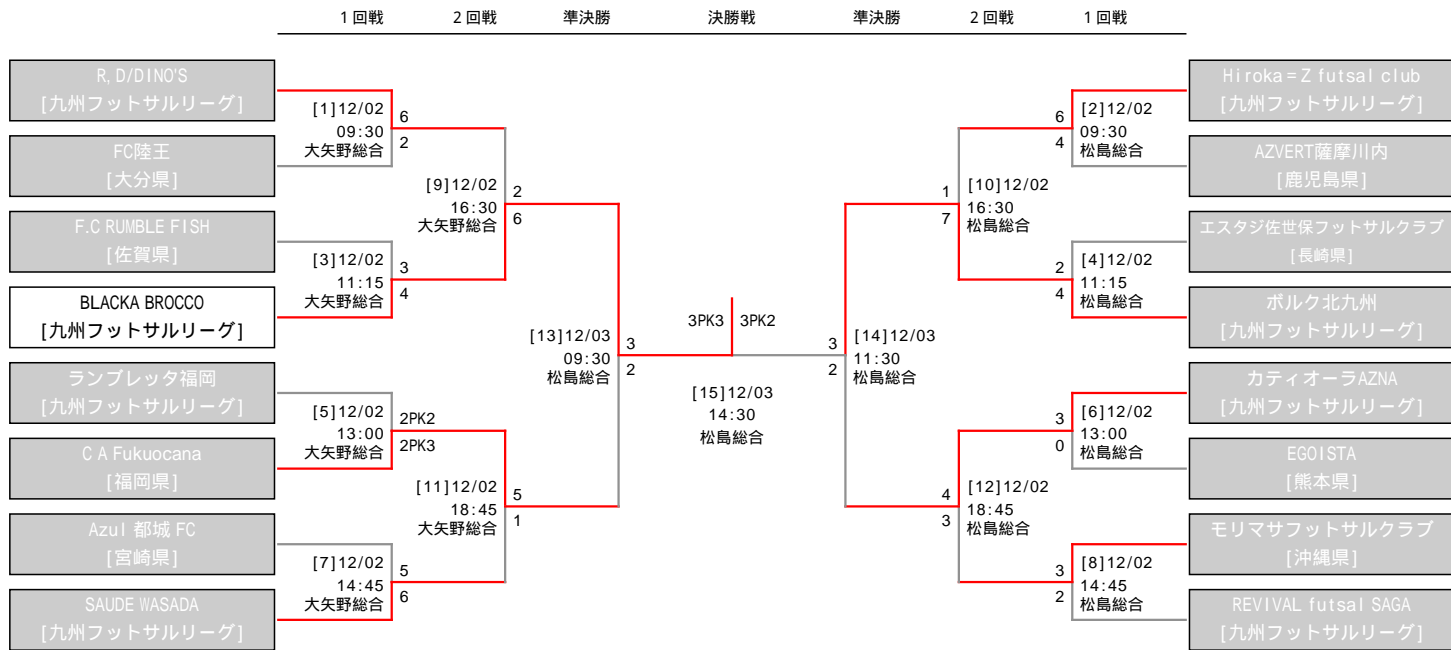 1回戦
2回戦
準決勝
決勝戦
準決勝
2回戦
1回戦
R, D/DINO'S
[九州フットサルリーグ]
FC陸王
[大分県]
F.C RUMBLE FISH
[佐賀県]
BLACKA BROCCO
[九州フットサルリーグ]
ランブレッタ福岡
[九州フットサルリーグ]
C A Fukuocana
[福岡県]
Azul 都城 FC
[宮崎県]
SAUDE WASADA
[九州フットサルリーグ]
[1]12/02
09:30
大矢野総合
6
2
[3]12/02
11:15
大矢野総合
3
4
[5]12/02
13:00
大矢野総合
2PK2
2PK3
[7]12/02
14:45
大矢野総合
5
6
[9]12/02
16:30
大矢野総合
2
6
[11]12/02
18:45
大矢野総合
5
1
[13]12/03
09:30
松島総合
3
2
3PK3
3PK2
[15]12/03
14:30
松島総合
3
2
[14]12/03
11:30
松島総合
1
7
[10]12/02
16:30
松島総合
4
3
[12]12/02
18:45
松島総合
6
4
[2]12/02
09:30
松島総合
2
4
[4]12/02
11:15
松島総合
3
0
[6]12/02
13:00
松島総合
3
2
[8]12/02
14:45
松島総合
Hiroka=Z futsal club
[九州フットサルリーグ]
AZVERT薩摩川内
[鹿児島県]
エスタジ佐世保フットサルクラブ
[長崎県]
ボルク北九州
[九州フットサルリーグ]
カティオーラAZNA
[九州フットサルリーグ]
EGOISTA
[熊本県]
モリマサフットサルクラブ
[沖縄県]
REVIVAL futsal SAGA
[九州フットサルリーグ]